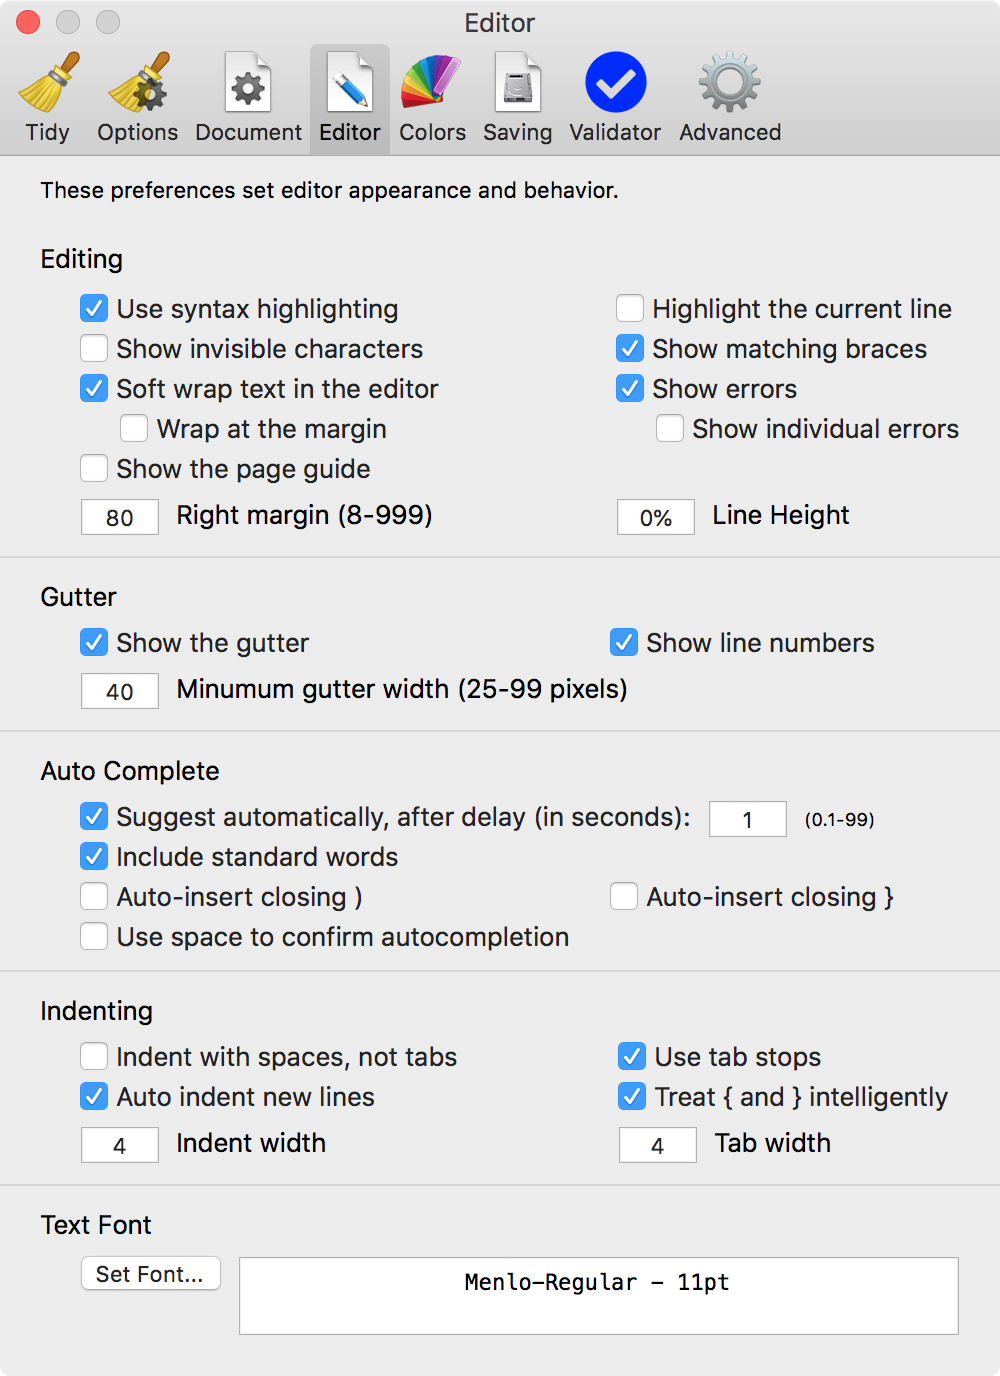 Editor
Tidy Options Document Editor Colors Saving Validator Advanced
These preferences set editor appearance and behavior.
Editing
Use syntax highlighting Highlight the current line
Show invisible characters Show matching braces
Soft wrap text in the editor Show errors
Wrap at the margin Show individual errors
Show the page guide
80 Right margin (8-999) 0% Line Height
Gutter
Show the gutter Show line numbers
40 Minumum gutter width (25-99 pixels)
Auto Complete
Suggest automatically, after delay (in seconds): 1 (0.1-99)
Include standard words
Auto-insert closing ) Auto-insert closing }
Use space to confirm autocompletion
Indenting
Indent with spaces, not tabs Use tab stops
Auto indent new lines Treat { and } intelligently
4 Indent width 4 Tab width
Text Font
Set Font... Menlo-Regular - 11pt